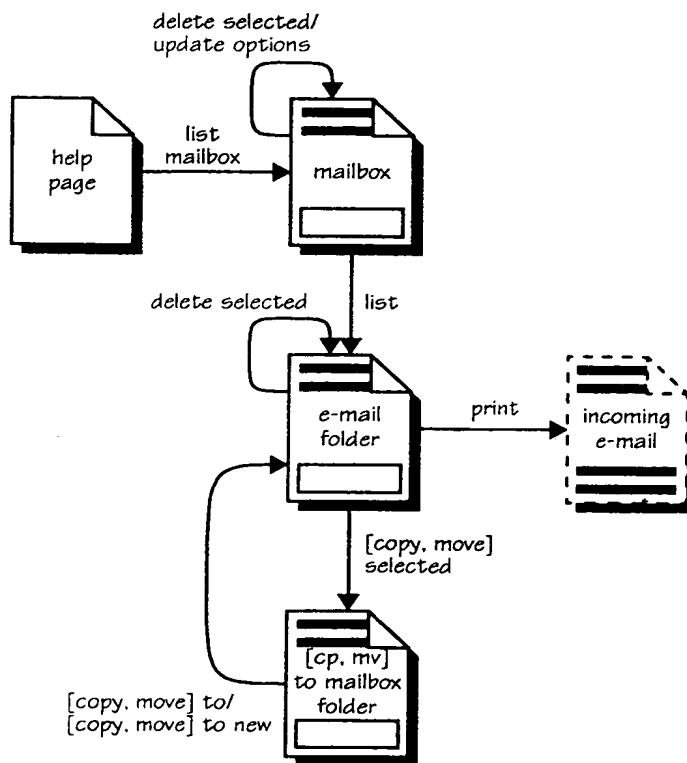 delete selected/
update options
list
mailbox
help
page
mailbox
delete selected
list
e-mail
folder
print
incoming
e-mail
[copy, move]
selected
[cp, mv]
to mailbox
folder
[copy, move] to/
[copy, move] to new